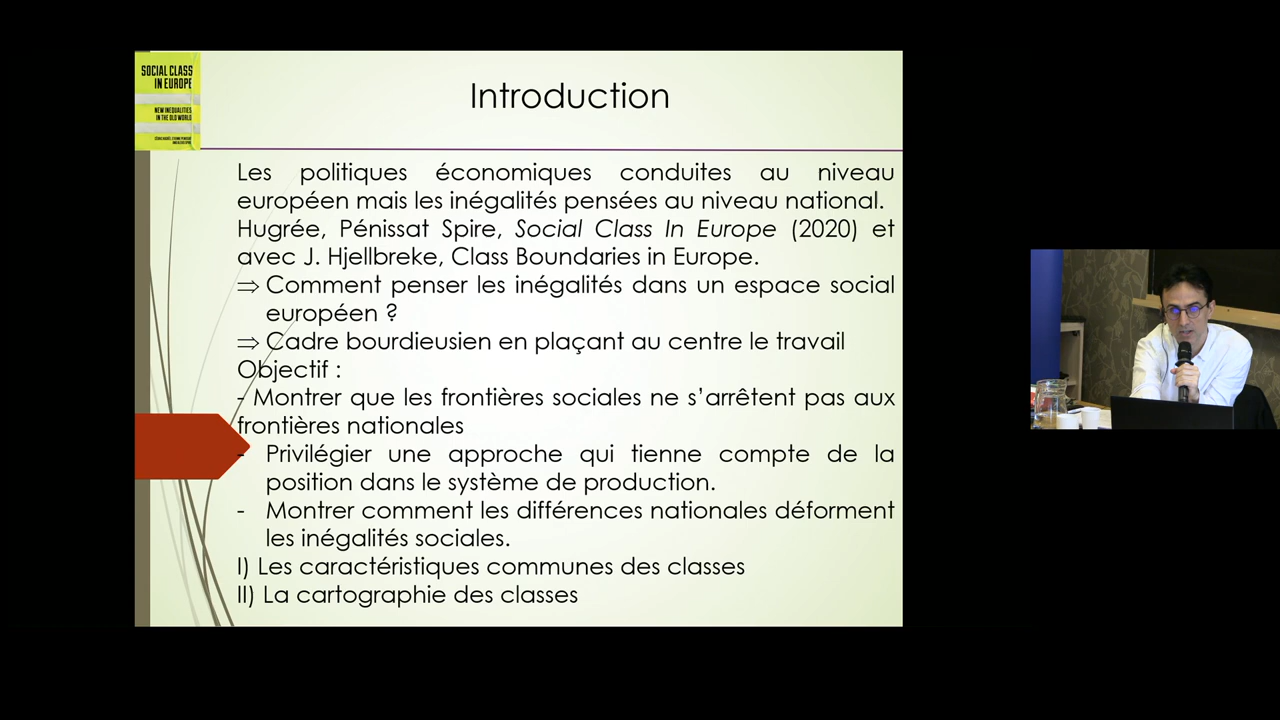 SOCIAL CLASS
IN EUROPE
NEW INEQUALITIES
IN THE OLD WORLD
Introduction
Les politiques économiques conduites au niveau
européen mais les inégalités pensées au niveau national.
Hugrée, Pénissat Spire, Social Class In Europe (2020) et
avec J. Hjellbreke, Class Boundaries in Europe.
⇒ Comment penser les inégalités dans un espace social
européen ?
⇒ Cadre bourdieusien en plaçant au centre le travail
Objectif :
- Montrer que les frontières sociales ne s’arrêtent pas aux
frontières nationales
- Privilégier une approche qui tienne compte de la
position dans le système de production.
- Montrer comment les différences nationales déforment
les inégalités sociales.
I) Les caractéristiques communes des classes
II) La cartographie des classes